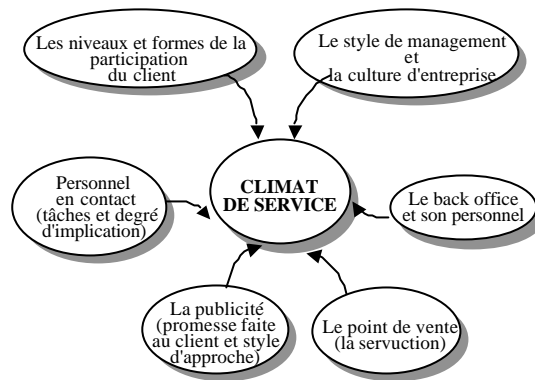 Les niveaux et formes de la
participation
du client
Le style de management
et
la culture d'entreprise
CLIMAT
DE SERVICE
Personnel
en contact
(tâches et degré
d'implication)
Le back office
et son personnel
La publicité
(promesse faite
au client et style
d'approche)
Le point de vente
(la servuction)